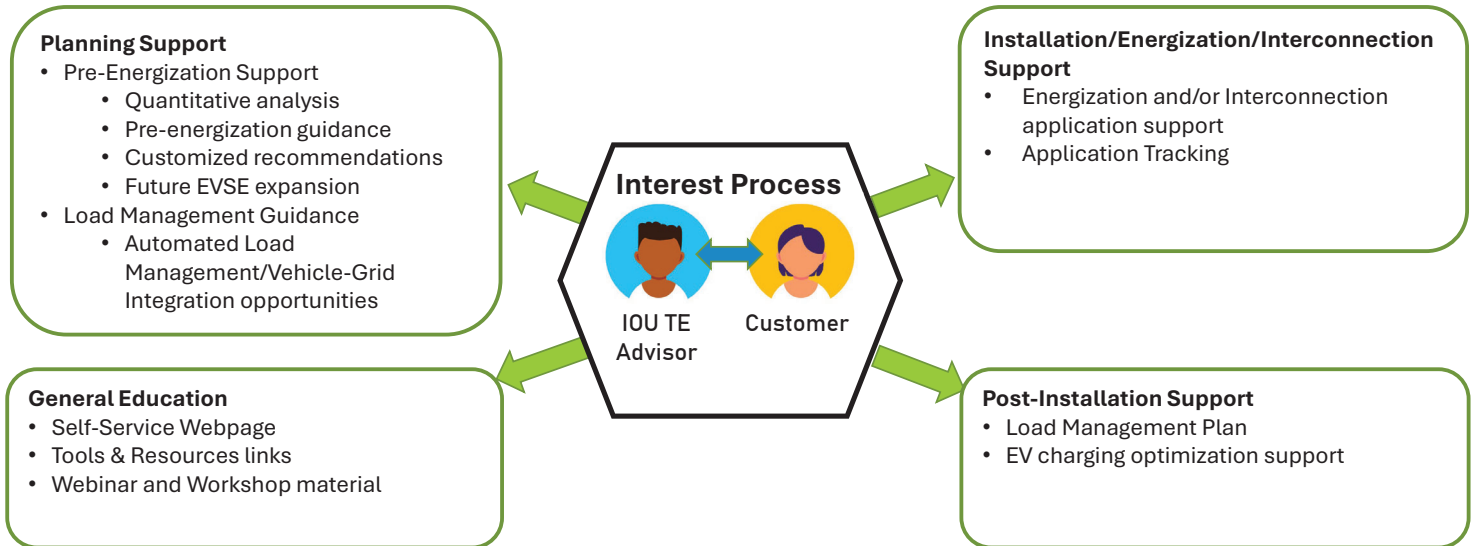 Planning Support
• Pre-Energization Support
• Quantitative analysis
• Pre-energization guidance
• Customized recommendations
• Future EVSE expansion
• Load Management Guidance
• Automated Load
Management/Vehicle-Grid
Integration opportunities
Installation/Energization/Interconnection
Support
• Energization and/or Interconnection
application support
• Application Tracking
Interest Process
IOU TE
Advisor
Customer
General Education
• Self-Service Webpage
• Tools & Resources links
• Webinar and Workshop material
Post-Installation Support
• Load Management Plan
• EV charging optimization support